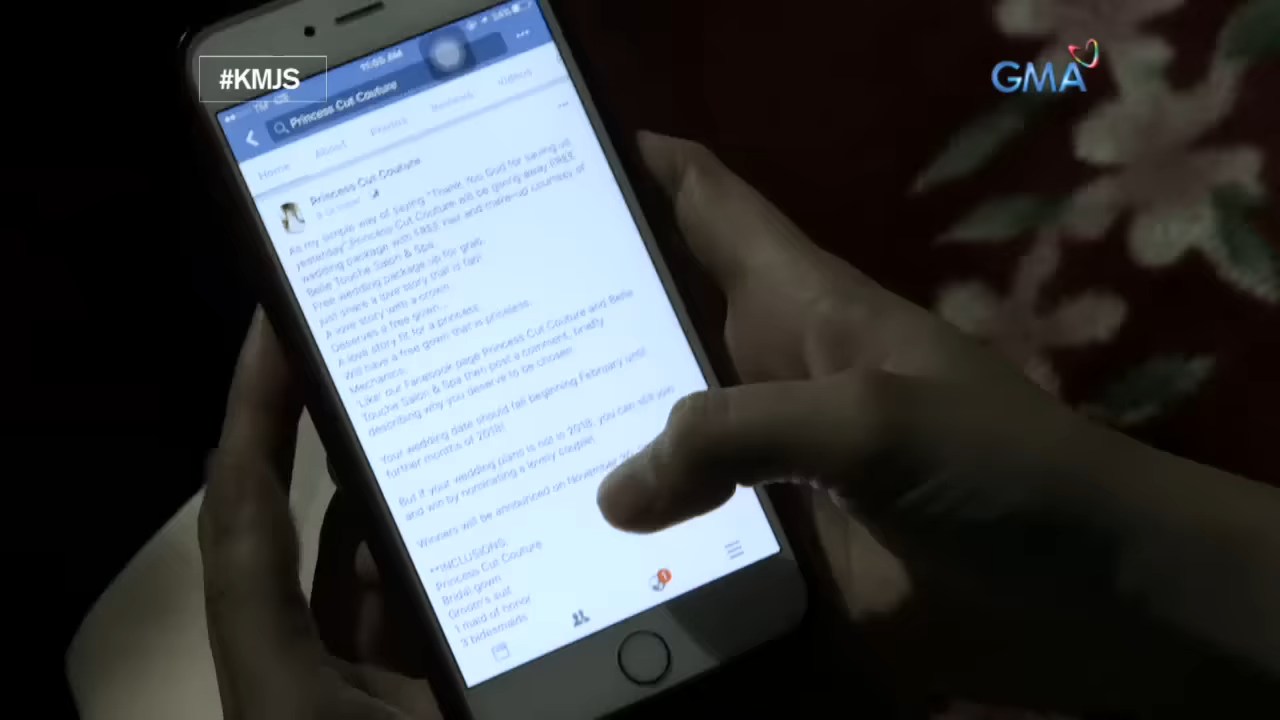 #KMJS
GMA
11:55 AM
Princess Cut Couture
Home
About
Photos
Reviews
Videos
Princess Cut Couture
As my simple way of saying "Thank You God for saving us
yesterday" Princess Cut Couture will be giving away FREE
wedding package with FREE hair and make-up courtesy of
Belle Touche Salon & Spa.
Free wedding package up for grab.
Just share a love story that is fab!
A love story with a crown...
Deserves a free gown...
A love story fit for a princess
Will have a free gown that is priceless.
Mechanics:
'Like' our Facebook page Princess Cut Couture and Belle
Touche Salon & Spa then post a comment, briefly
describing why you deserve to be chosen.
Your wedding date should fall beginning February until
further months of 2018!
But if your wedding plans is not in 2018, you can still join
and win by nominating a lovely couple!
Winners will be announced on November
**INCLUSIONS:
Princess Cut Couture
Bridal gown
Groom's suit
1 maid of honor
3 bidesmaids
1